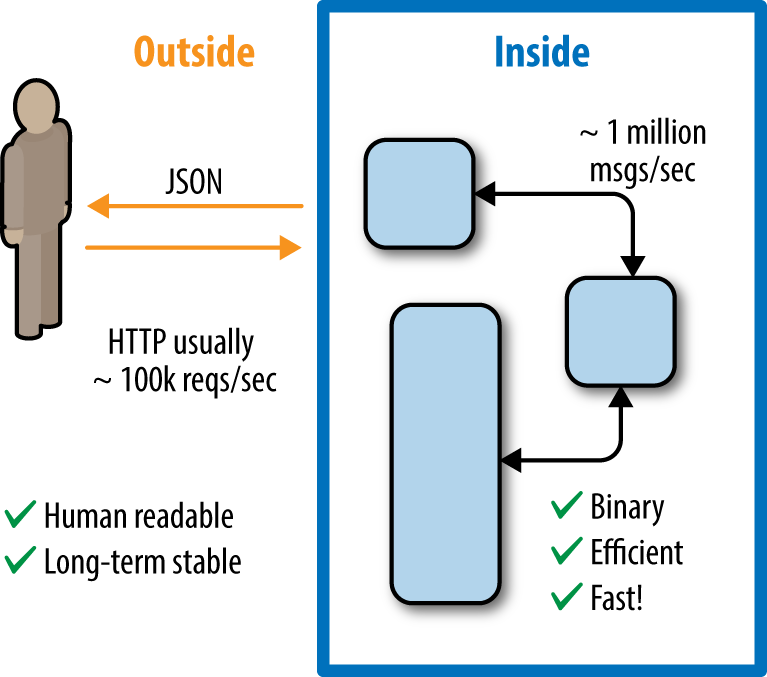 Outside
Inside
JSON
~ 1 million
msgs/sec
HTTP usually
~ 100k reqs/sec
Human readable
Long-term stable
Binary
Efficient
Fast!